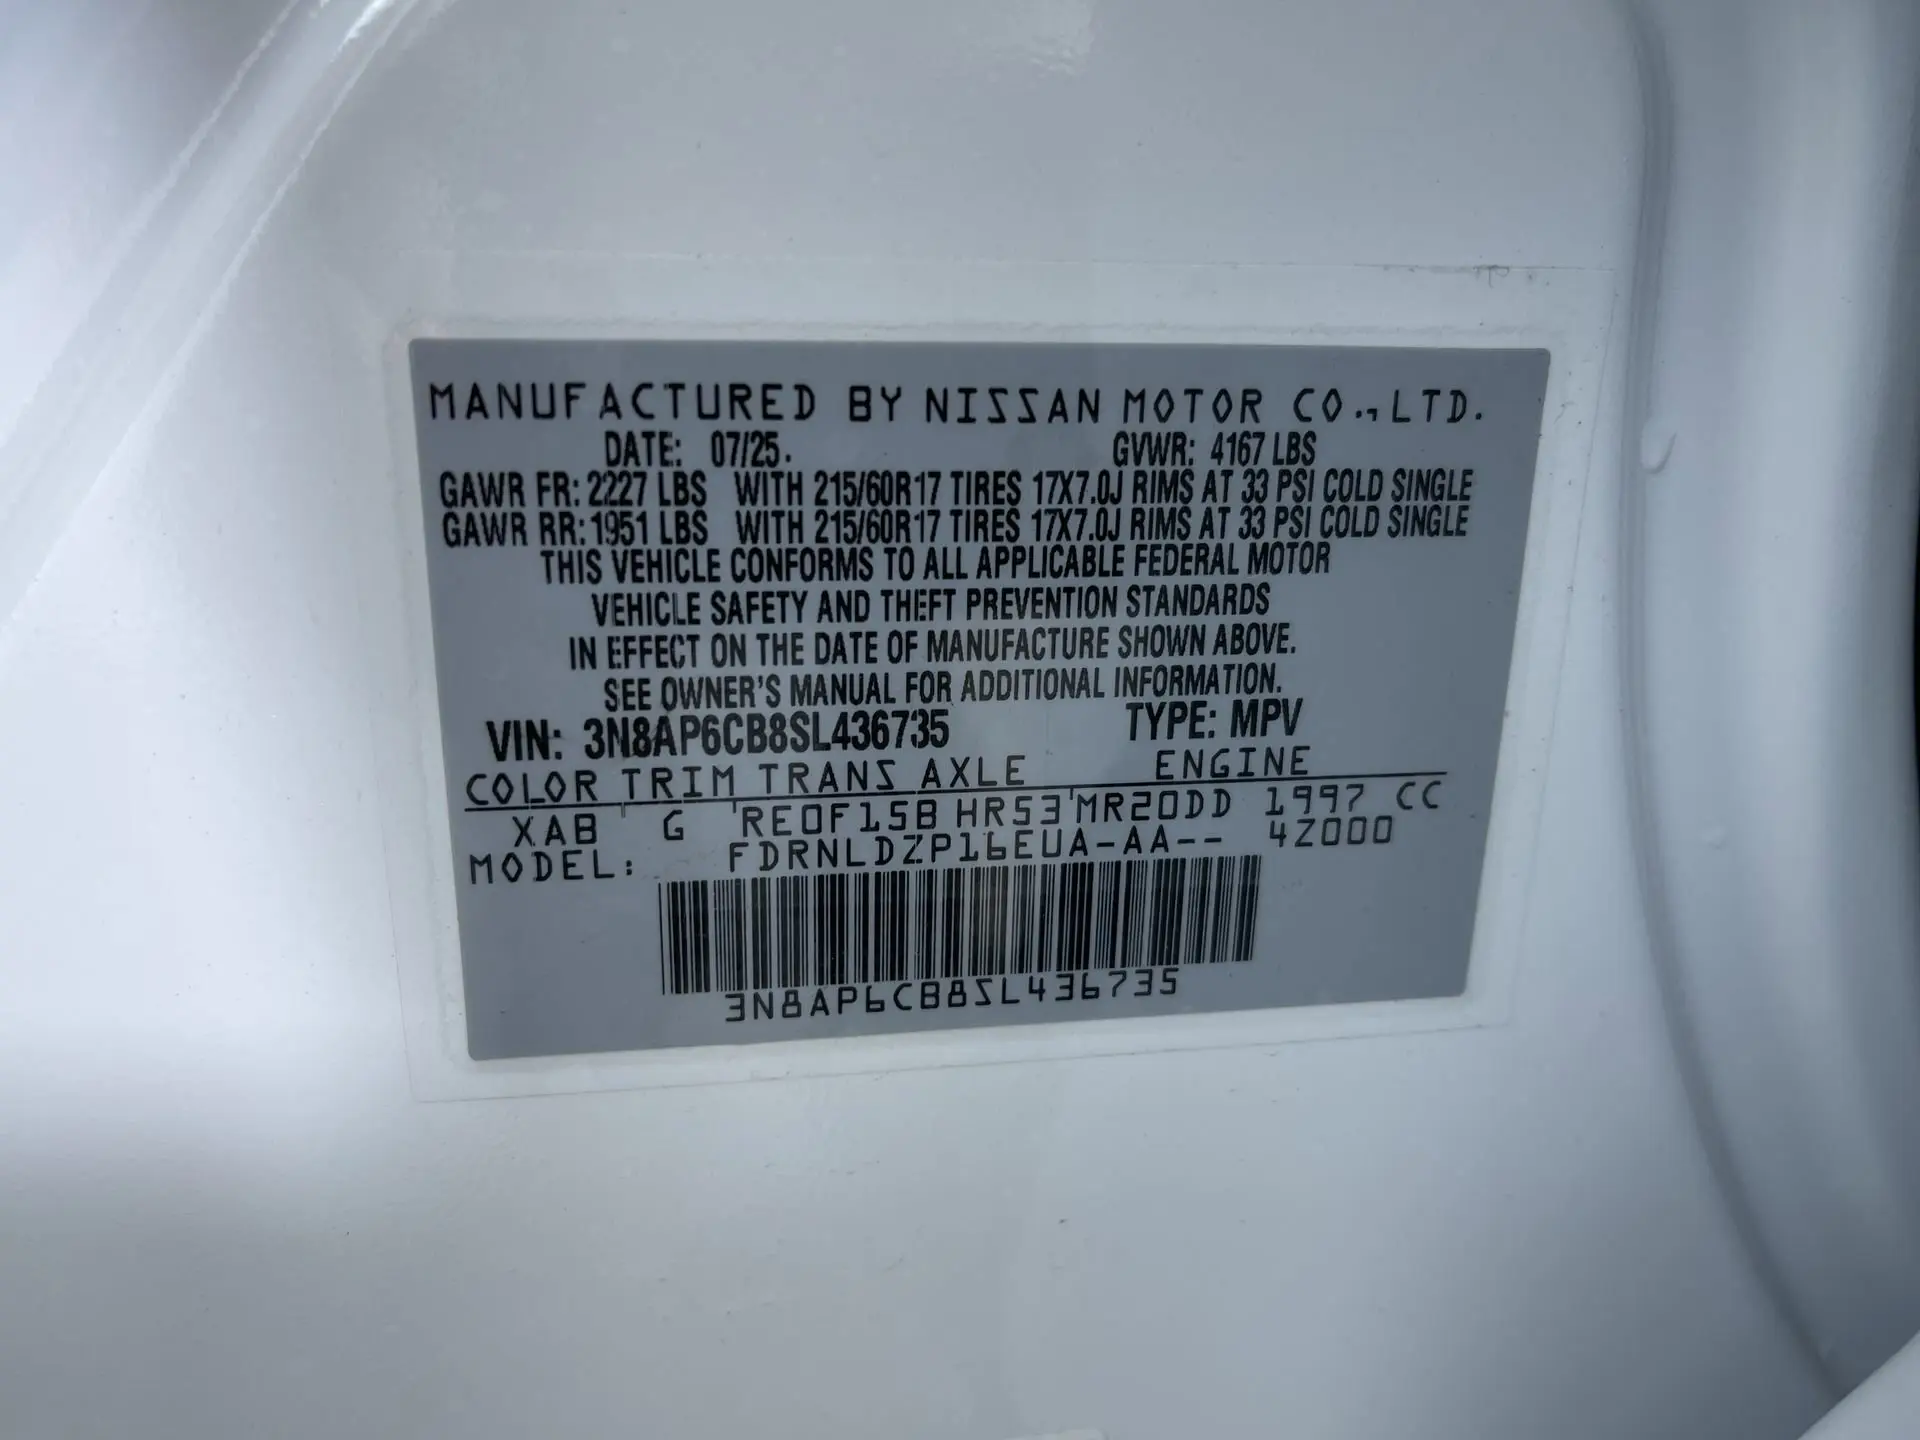 MANUFACTURED BY NISSAN MOTOR CO., LTD.
DATE: 07/25. GVWR: 4167 LBS
GAWR FR: 2227 LBS WITH 215/60R17 TIRES 17X7.0J RIMS AT 33 PSI COLD SINGLE
GAWR RR: 1951 LBS WITH 215/60R17 TIRES 17X7.0J RIMS AT 33 PSI COLD SINGLE
THIS VEHICLE CONFORMS TO ALL APPLICABLE FEDERAL MOTOR
VEHICLE SAFETY AND THEFT PREVENTION STANDARDS
IN EFFECT ON THE DATE OF MANUFACTURE SHOWN ABOVE.
SEE OWNER'S MANUAL FOR ADDITIONAL INFORMATION.
VIN: 3N8AP6CB8SL436735 TYPE: MPV
COLOR TRIM TRANS AXLE ENGINE
XAB G RE0F15B HR53 MR20DD 1997 CC
MODEL: FDRNLDZP16EUA-AA-- 4Z000
3N8AP6CB8SL436735